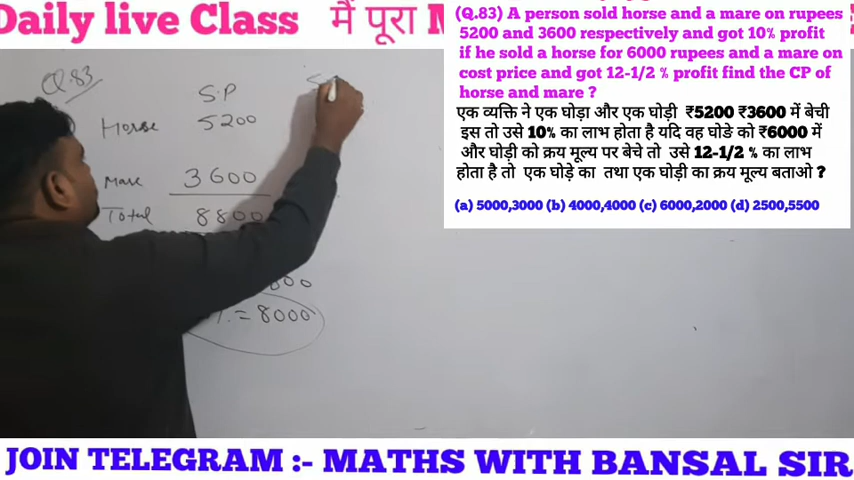 Daily live Class में पूरा M
(Q.83) A person sold horse and a mare on rupees
5200 and 3600 respectively and got 10% profit
if he sold a horse for 6000 rupees and a mare on
cost price and got 12-1/2 % profit find the CP of
horse and mare ?
एक व्यक्ति ने एक घोड़ा और एक घोड़ी ₹5200 ₹3600 में बेची
इस तो उसे 10% का लाभ होता है यदि वह घोङे को ₹6000 में
और घोड़ी को क्रय मूल्य पर बेचे तो उसे 12-1/2 % का लाभ
होता है तो एक घोड़े का तथा एक घोड़ी का क्रय मूल्य बताओ ?
(a) 5000,3000 (b) 4000,4000 (c) 6000,2000 (d) 2500,5500
Q.83
S.P
Horse 5200
Mare 3600
Total 8800
= 8000
JOIN TELEGRAM :- MATHS WITH BANSAL SIR